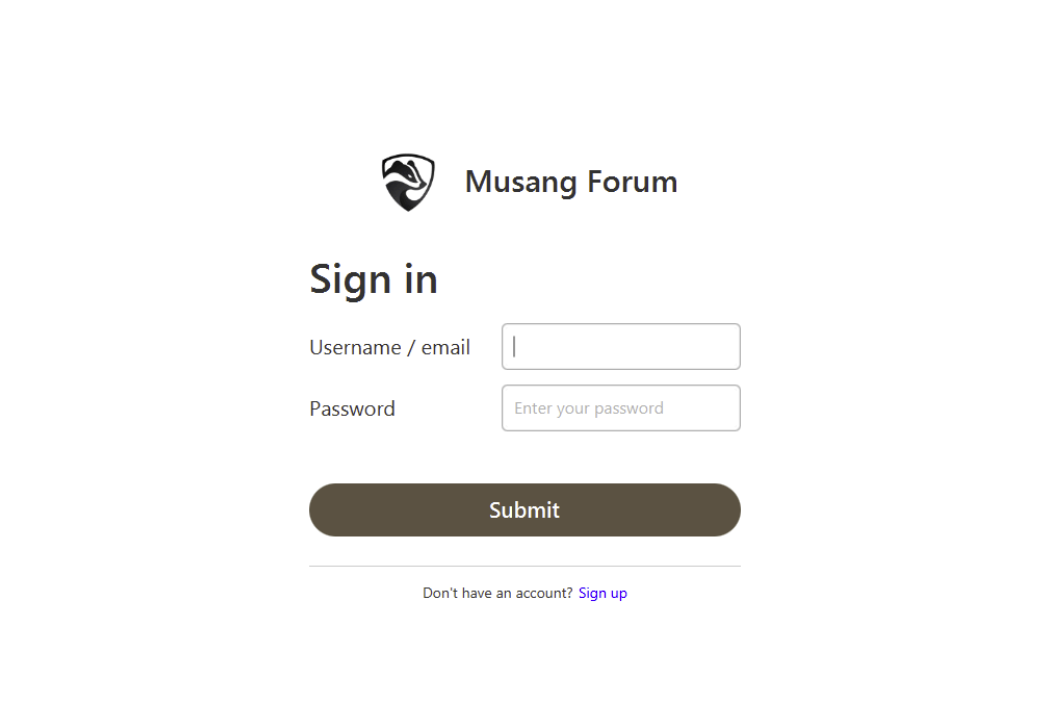 Musang Forum
Sign in
Username / email
Password
Enter your password
Submit
Don't have an account? Sign up